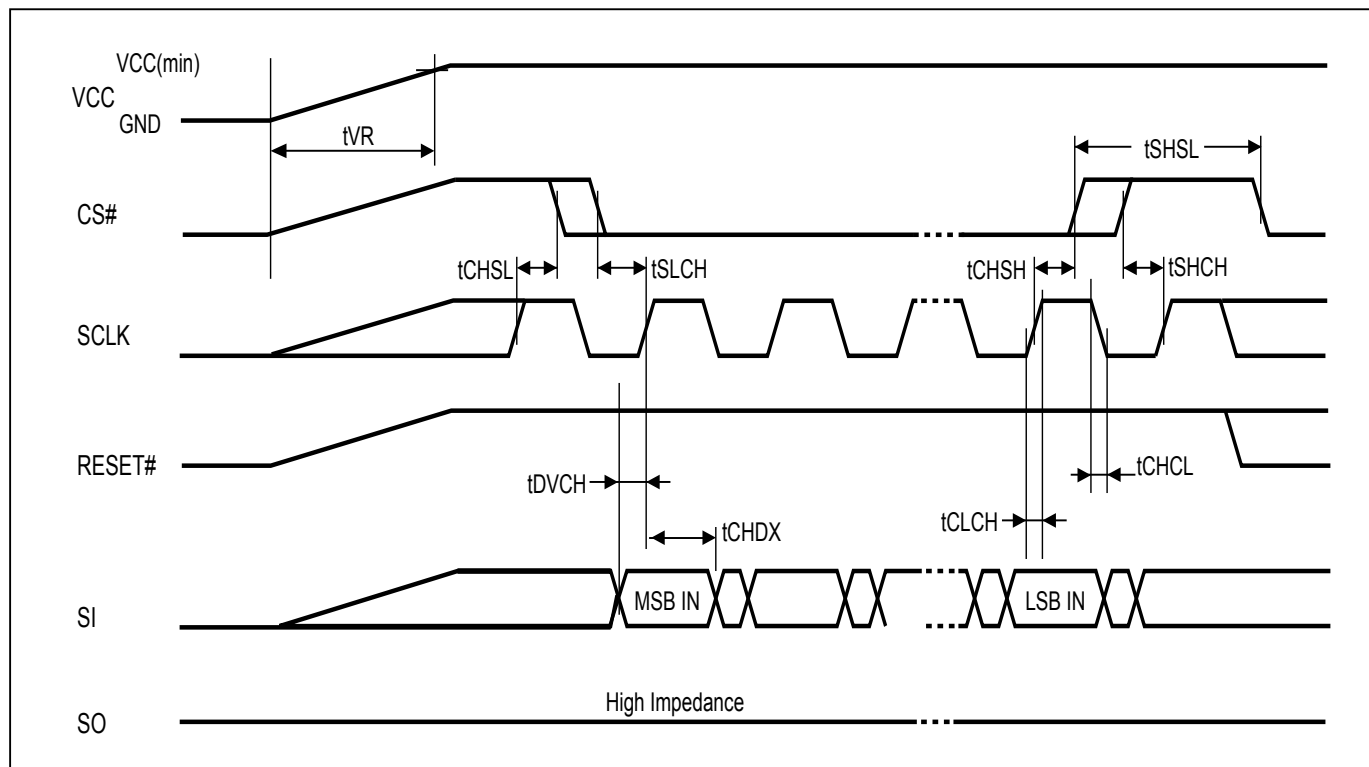 VCC(min)
VCC
GND
tVR
tSHSL
CS#
tCHSL
tSLCH
tCHSH
tSHCH
SCLK
RESET#
tDVCH
tCHCL
tCLCH
tCHDX
SI
MSB IN
LSB IN
High Impedance
SO